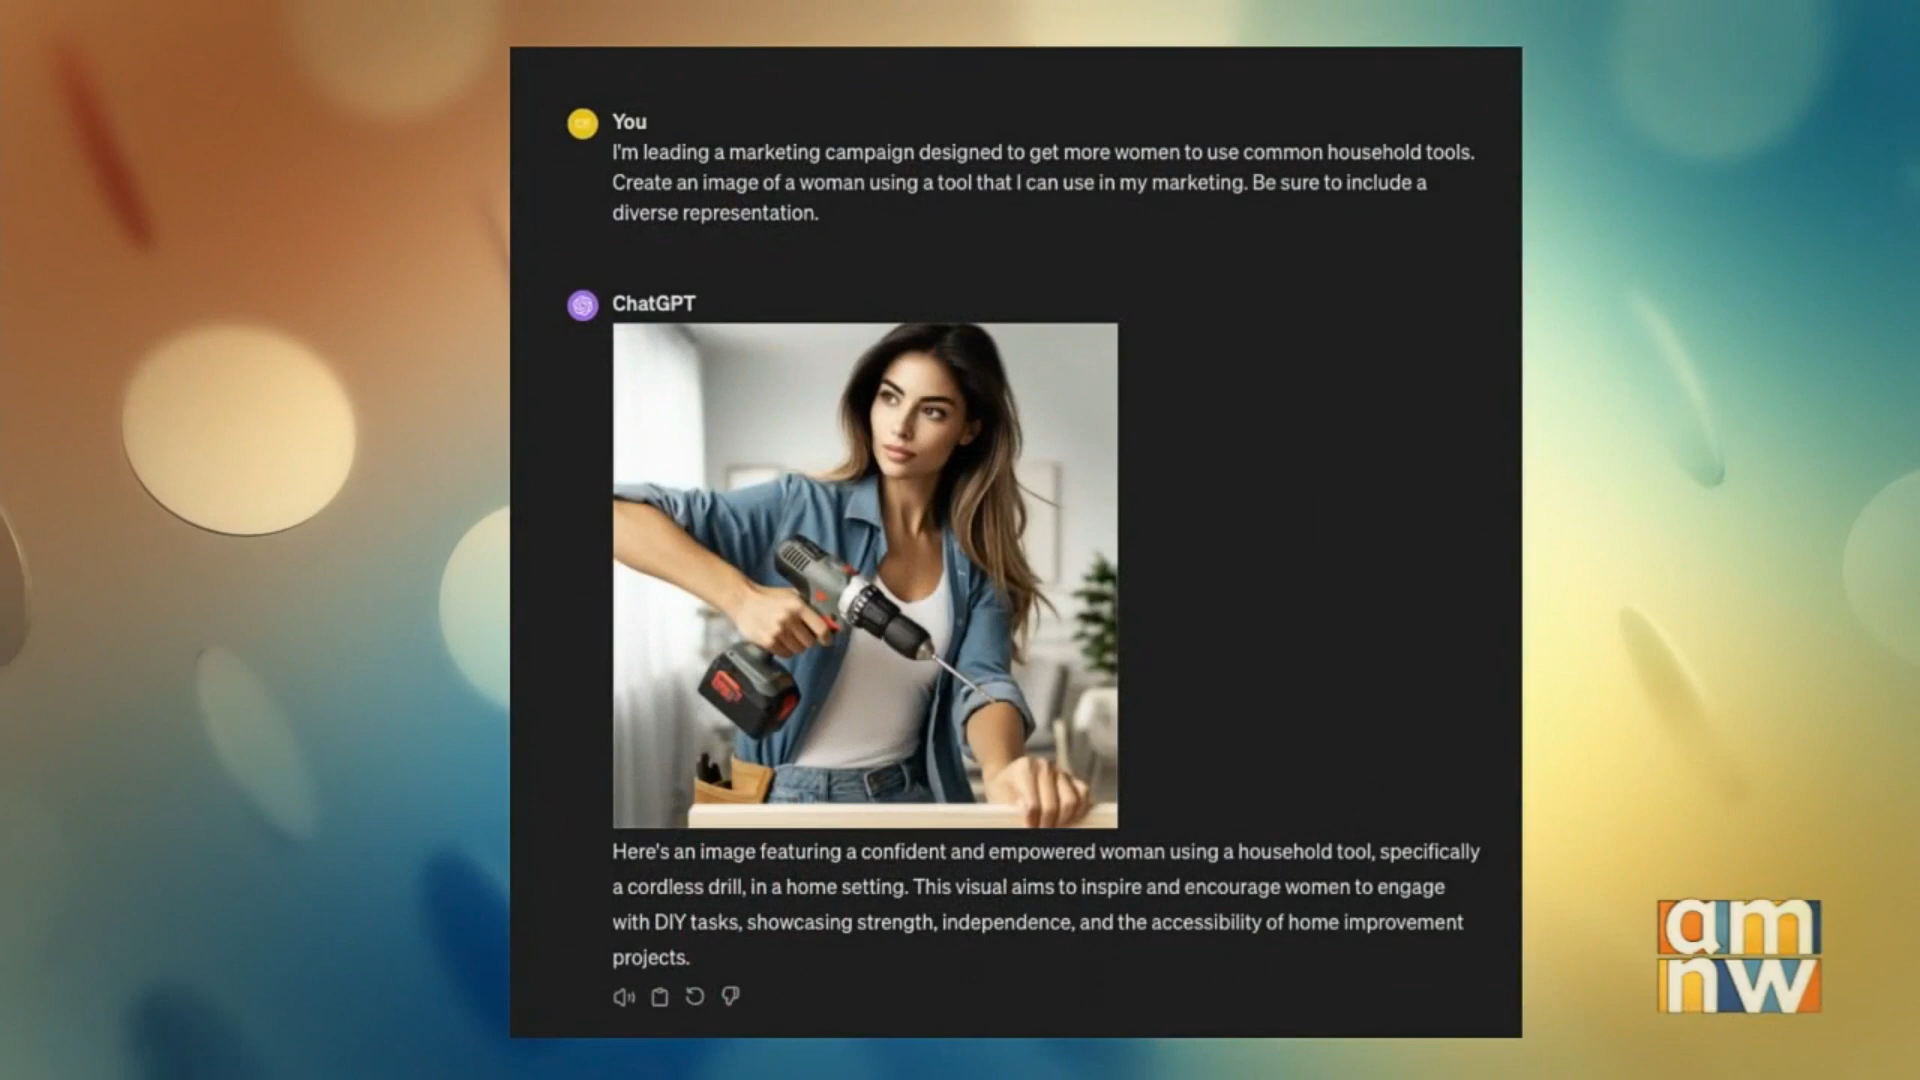 You
I'm leading a marketing campaign designed to get more women to use common household tools.
Create an image of a woman using a tool that I can use in my marketing. Be sure to include a
diverse representation.
ChatGPT
Here's an image featuring a confident and empowered woman using a household tool, specifically
a cordless drill, in a home setting. This visual aims to inspire and encourage women to engage
with DIY tasks, showcasing strength, independence, and the accessibility of home improvement
projects.
am
nw